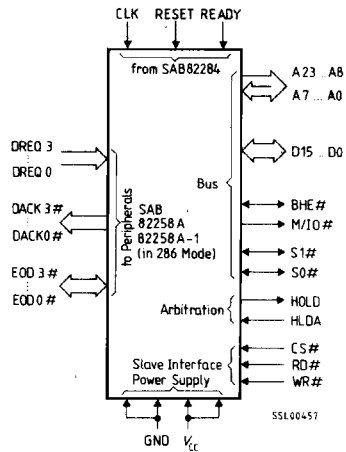 CLK RESET READY
from SAB82284
A23 ... A8
A7 ... A0
D15 ... D0
Bus
BHE#
M/IO#
S1#
S0#
Arbitration
HOLD
HLDA
CS#
RD#
WR#
Slave Interface
Power Supply
DREQ 3
DREQ 0
DACK 3#
DACK0#
EOD 3#
EOD 0#
to Peripherals
SAB
82258 A
82258 A-1
(in 286 Mode)
GND VCC
SSL00457